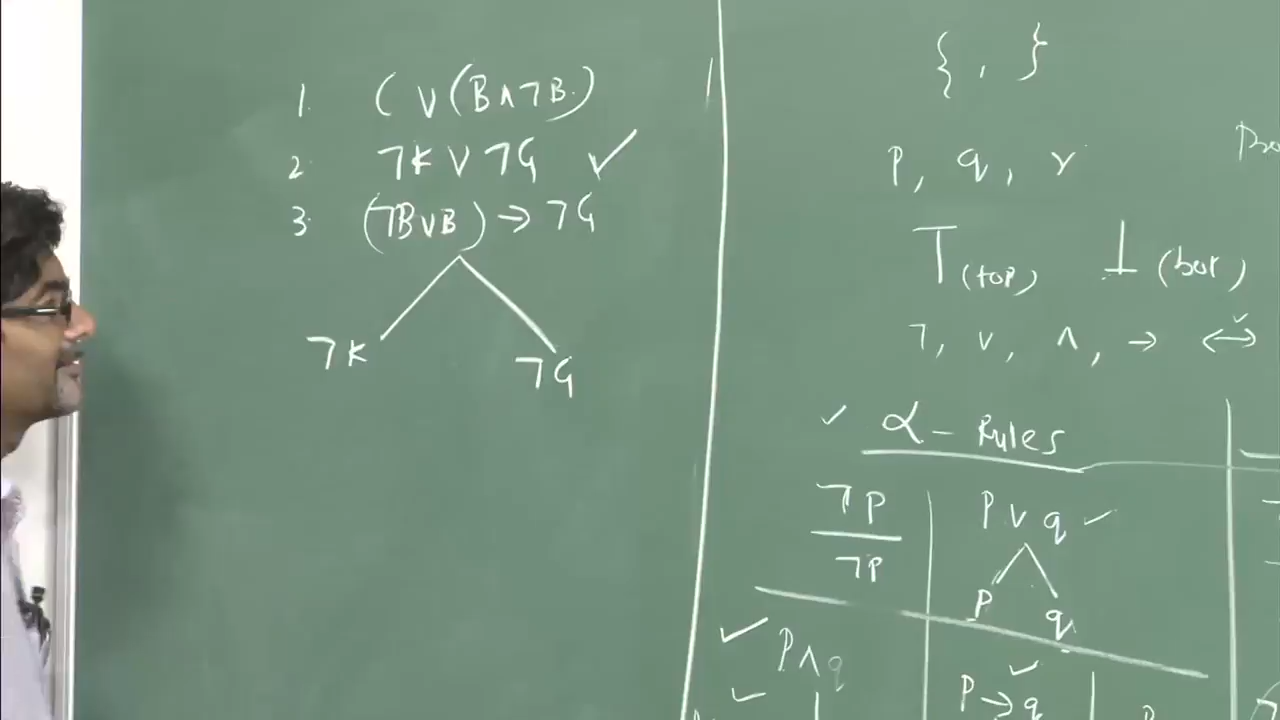 1. ( ∨ (B ∧ ¬B.)
2. ¬K ∨ ¬G ✓
3. (¬B∨B) → ¬G
¬K ¬G
{ , }
P, q, r
⊤ (top) ⊥ (bot)
¬, ∨, ∧, → ↔
✓ α - Rules
¬P
¬P
P ∨ q ✓
P q
✓ P∧q
✓
P → q ✓